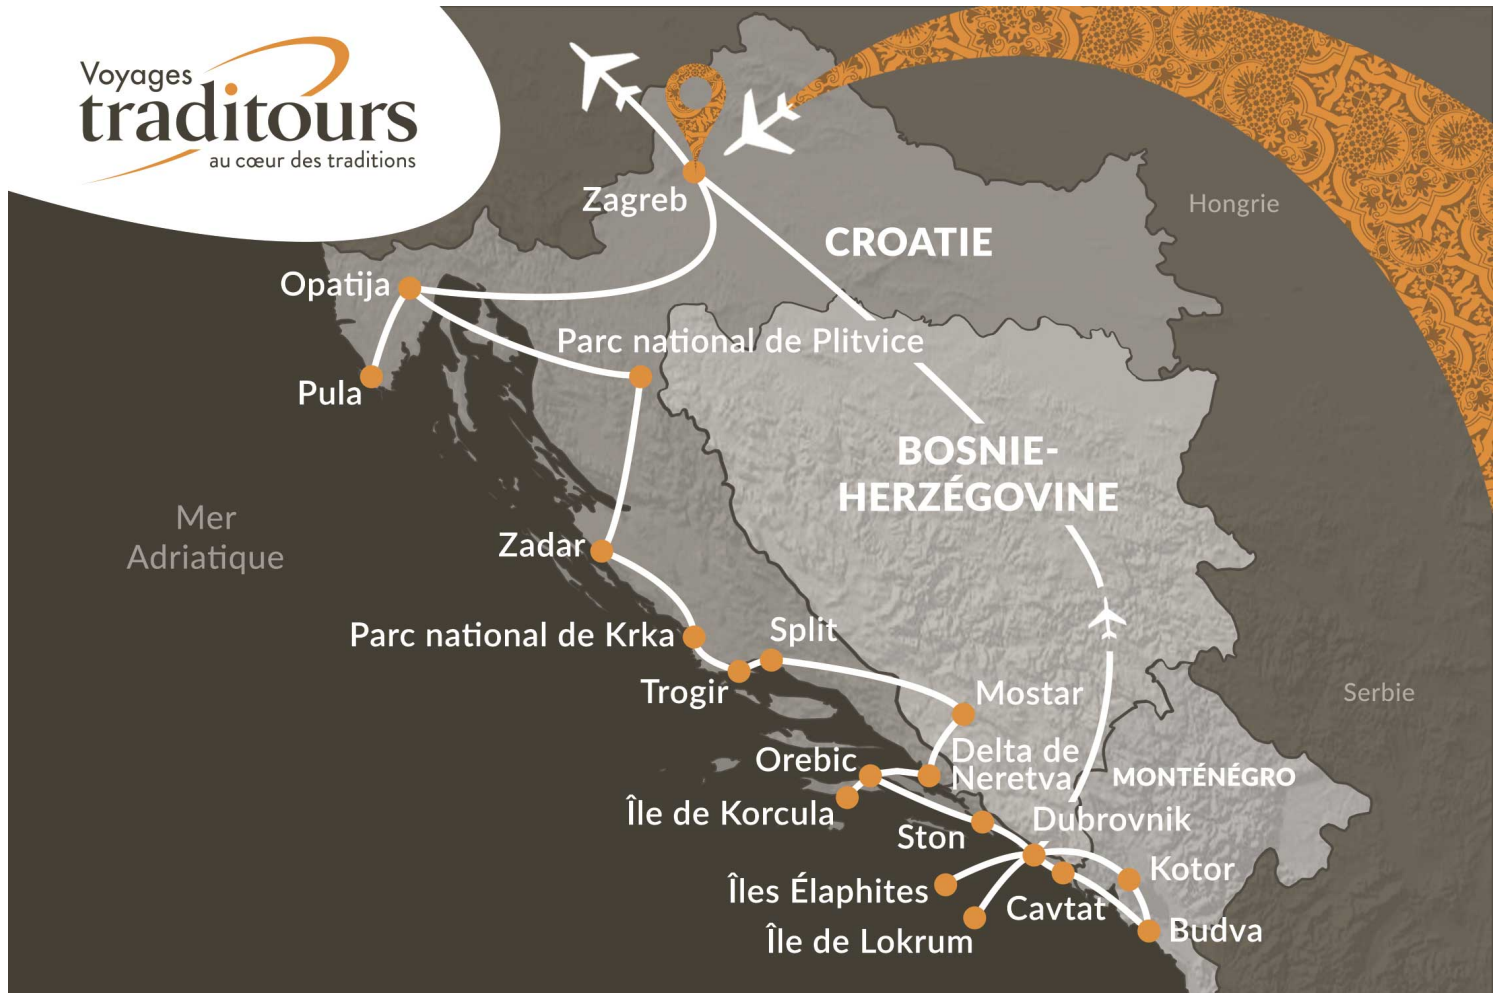 Voyages
traditours
au cœur des traditions
Zagreb
Hongrie
CROATIE
Opatija
Parc national de Plitvice
Pula
BOSNIE-
HERZÉGOVINE
Mer
Adriatique
Zadar
Split
Parc national de Krka
Trogir
Mostar
Serbie
Orebic
Delta de
Neretva
MONTÉNÉGRO
Île de Korcula
Ston
Dubrovnik
Kotor
Îles Élaphites
Cavtat
Île de Lokrum
Budva